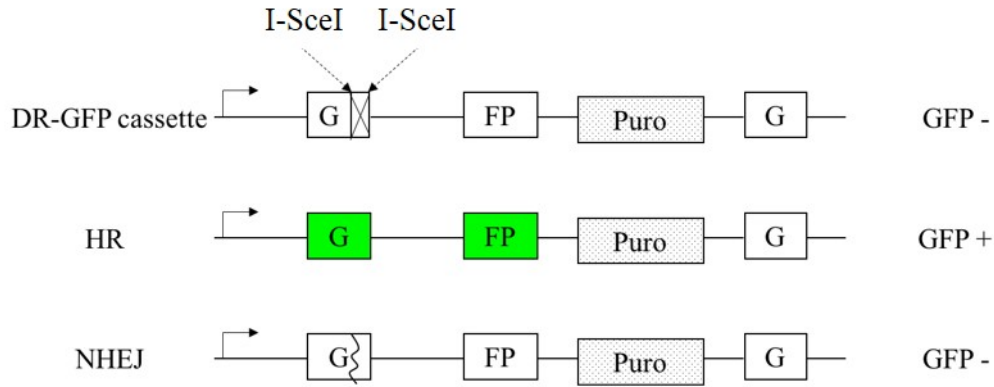 I-SceI I-SceI
DR-GFP cassette G FP Puro G GFP -
HR G FP Puro G GFP +
NHEJ G FP Puro G GFP -